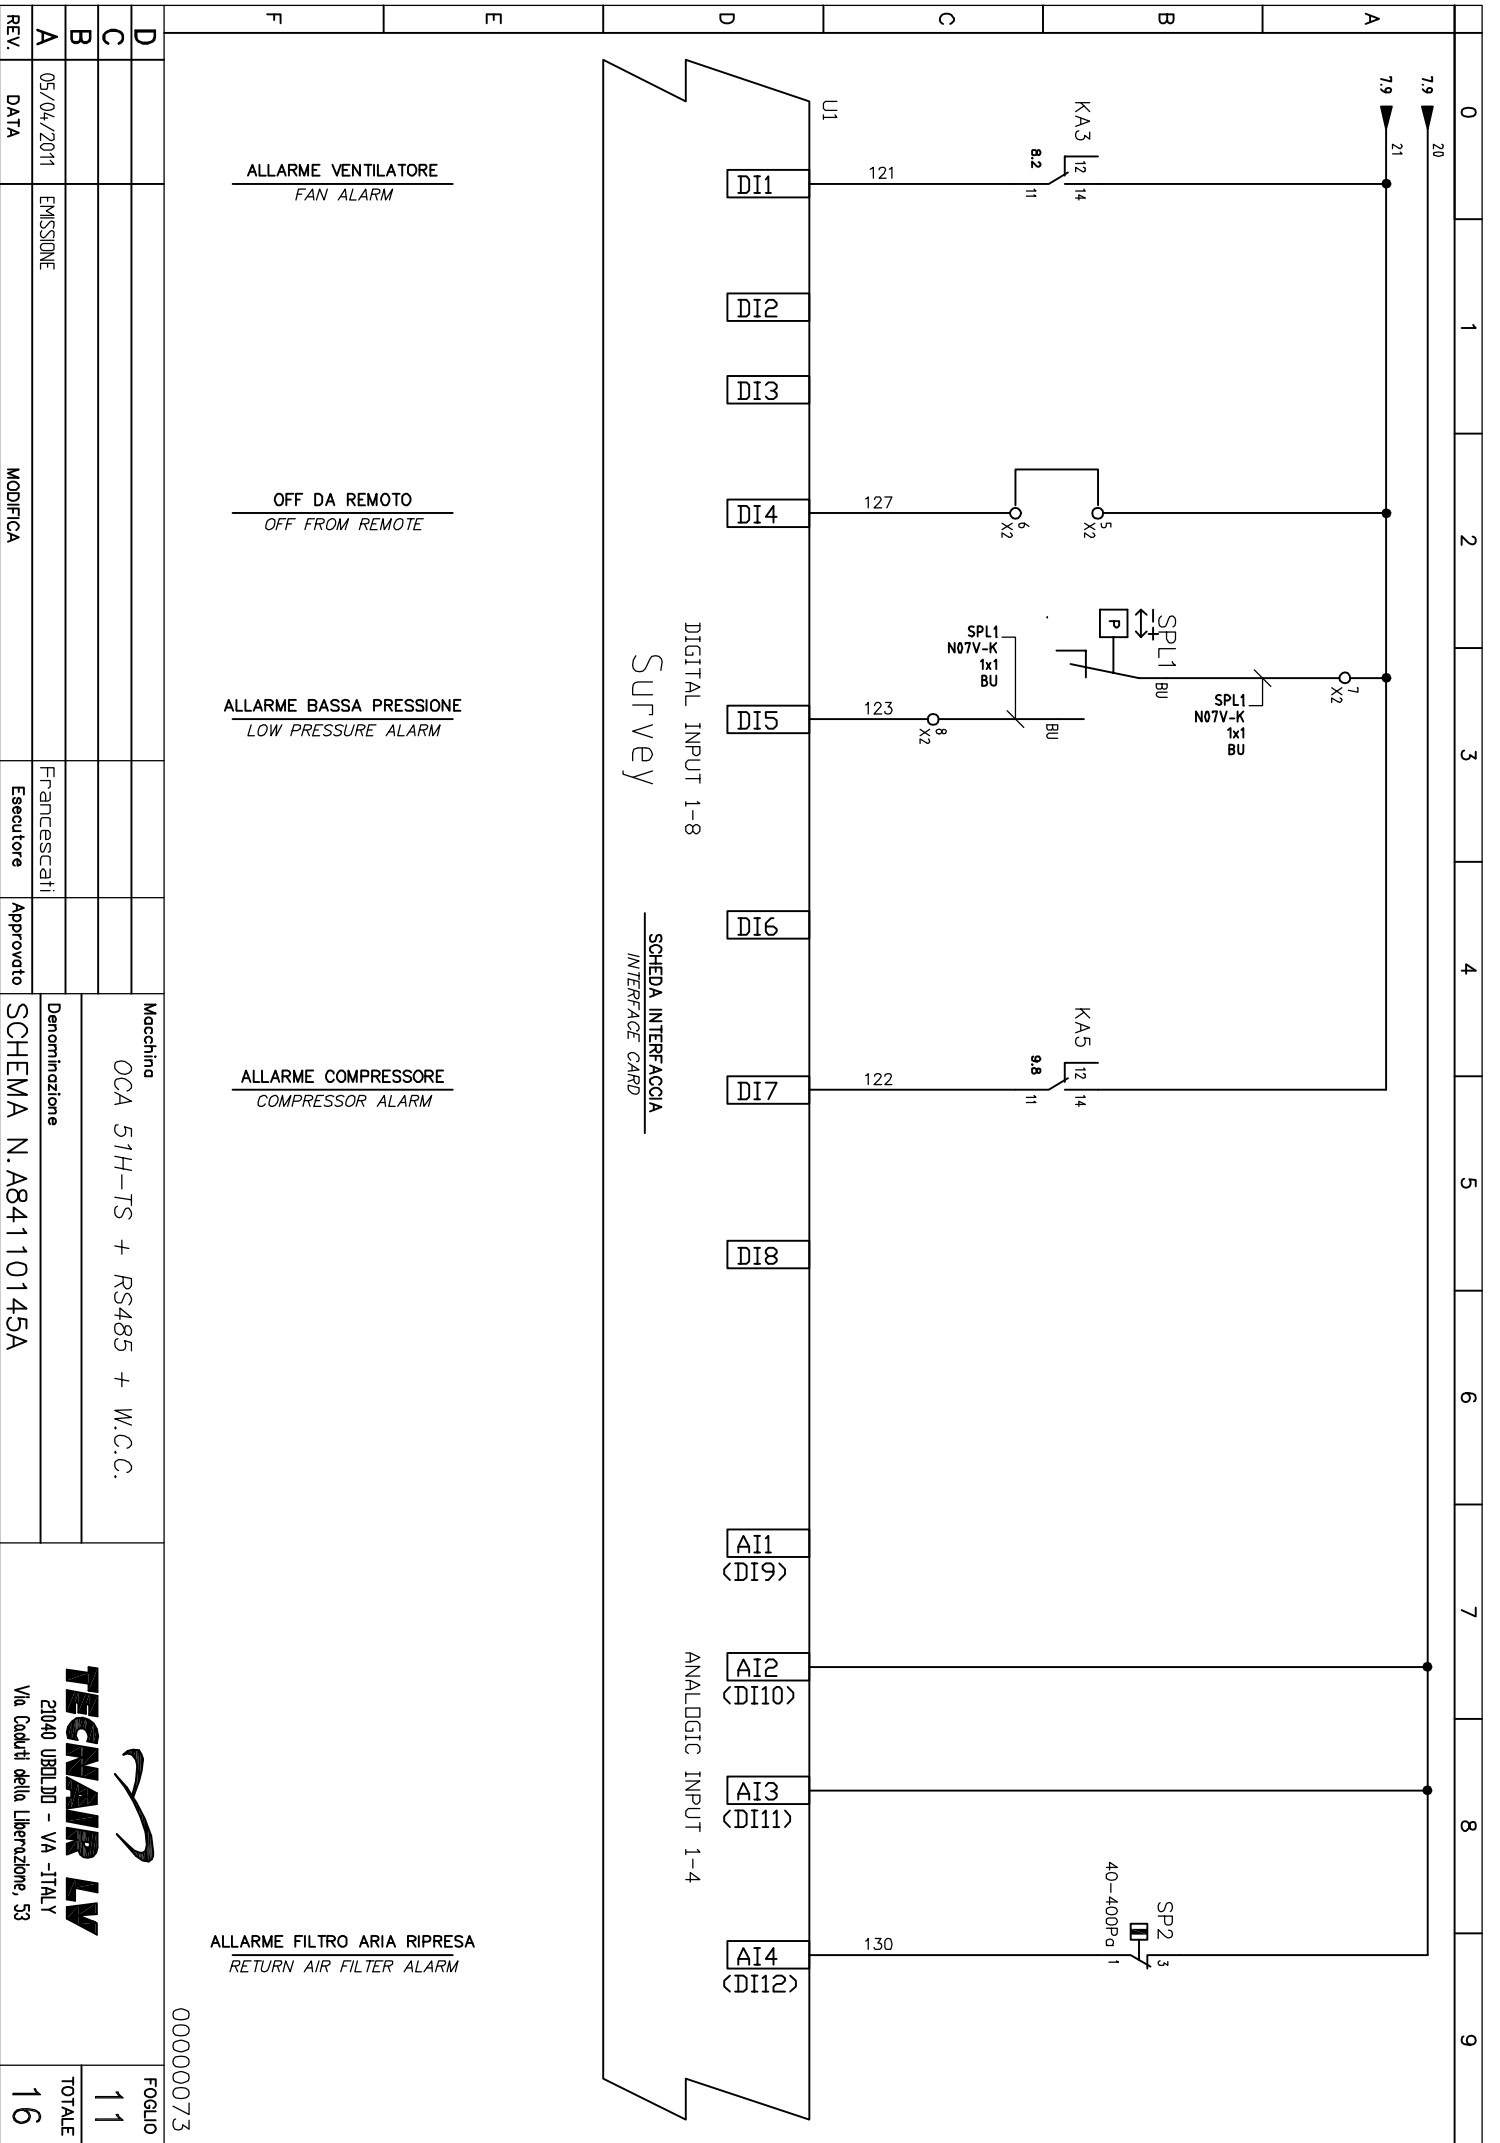 0 1 2 3 4 5 6 7 8 9
A
B
C
D
E
F
7.9 20
7.9 21
U1
KA3
12
14
11
8.2
121
DI1
ALLARME VENTILATORE
FAN ALARM
DI2
DI3
5
X2
6
X2
127
DI4
OFF DA REMOTO
OFF FROM REMOTE
7
X2
SPL1
N07V-K
1x1
BU
BU
SPL1
- +
P
BU
SPL1
N07V-K
1x1
BU
8
X2
123
DI5
ALLARME BASSA PRESSIONE
LOW PRESSURE ALARM
DIGITAL INPUT 1-8
Survey
SCHEDA INTERFACCIA
INTERFACE CARD
DI6
KA5
12
14
11
9.8
122
DI7
ALLARME COMPRESSORE
COMPRESSOR ALARM
DI8
AI1
(DI9)
AI2
(DI10)
ANALOGIC INPUT 1-4
AI3
(DI11)
SP2
40-400Pa
3
1
130
AI4
(DI12)
ALLARME FILTRO ARIA RIPRESA
RETURN AIR FILTER ALARM
00000073
D
C
B
A 05/04/2011 EMISSIONE Francescati
REV. DATA MODIFICA Esecutore Approvato
Macchina
OCA 51H-TS + RS485 + W.C.C.
Denominazione
SCHEMA N.A84110145A
TECNAIR LV
21040 UBOLDO - VA -ITALY
Via Caduti della Liberazione, 53
FOGLIO
11
TOTALE
16